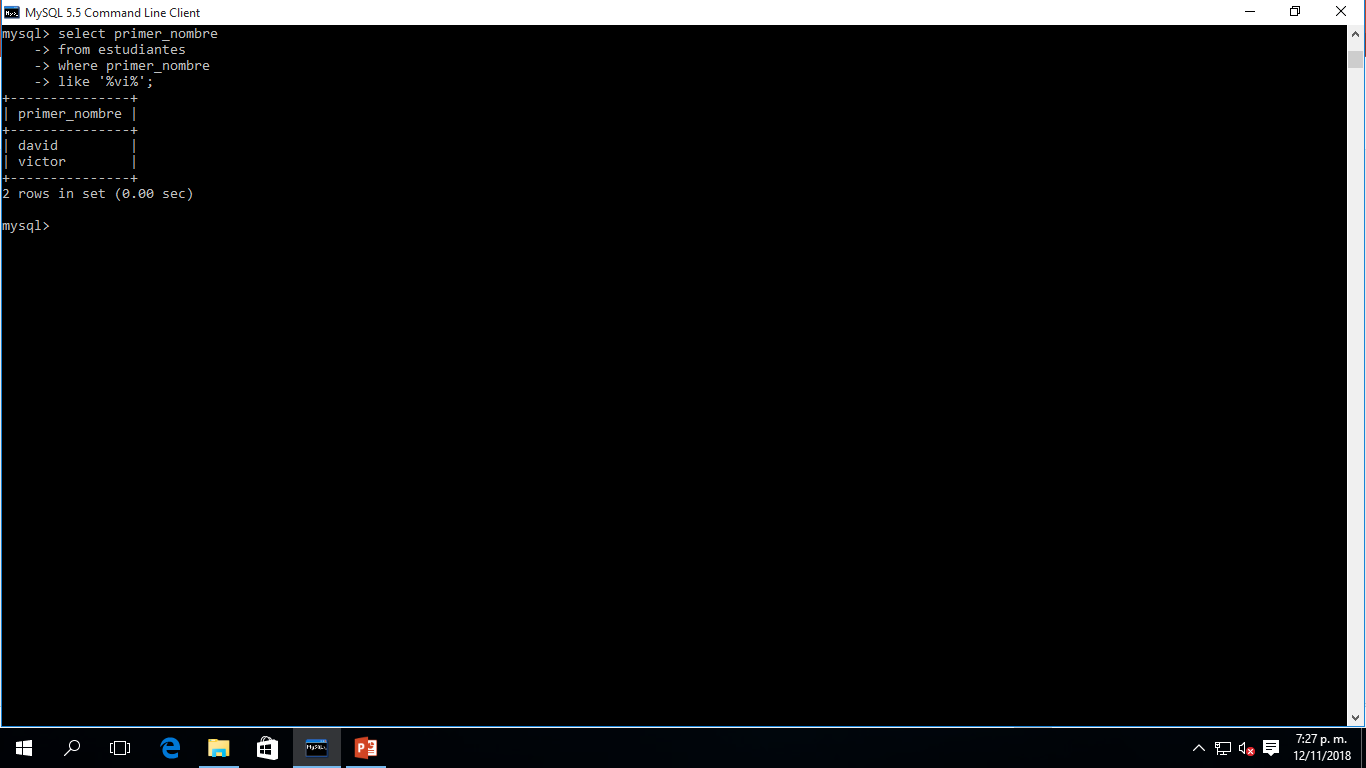 MySQL 5.5 Command Line Client
mysql> select primer_nombre
    -> from estudiantes
    -> where primer_nombre
    -> like '%vi%';
+---------------+
| primer_nombre |
+---------------+
| david         |
| victor        |
+---------------+
2 rows in set (0.00 sec)

mysql>
7:27 p. m.
12/11/2018